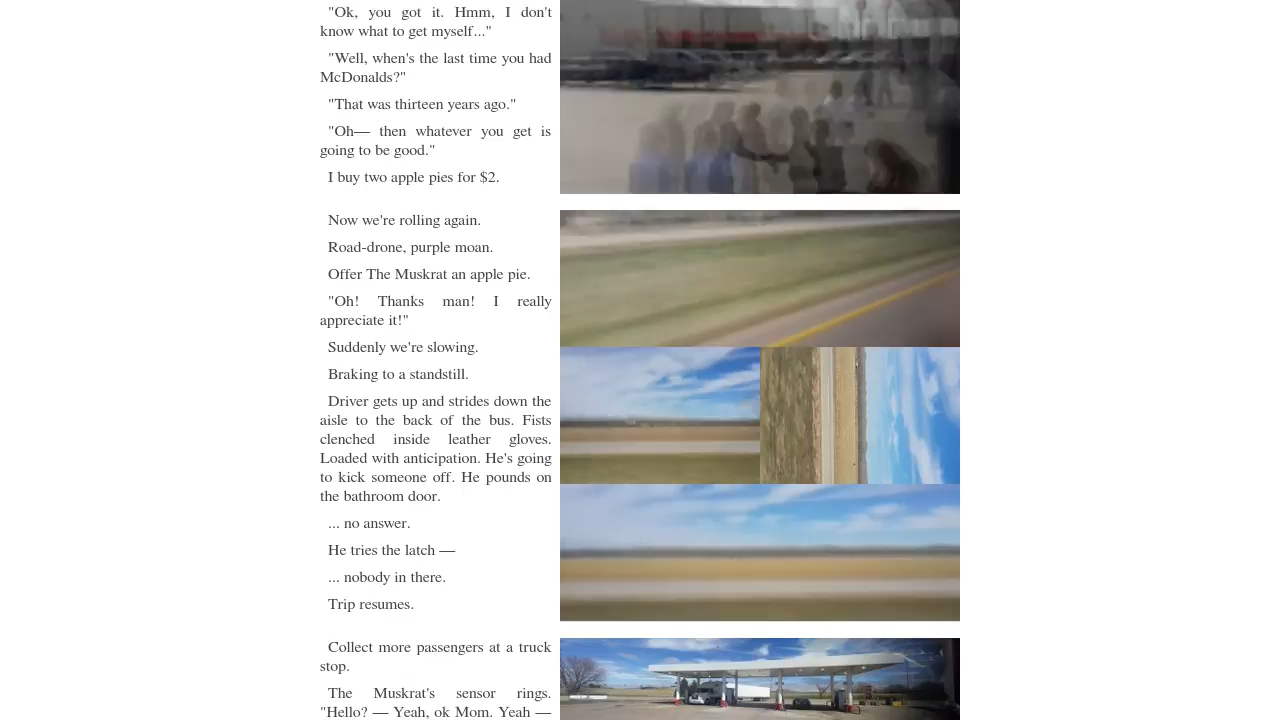 "Ok, you got it. Hmm, I don't
know what to get myself..."
"Well, when's the last time you had
McDonalds?"
"That was thirteen years ago."
"Oh— then whatever you get is
going to be good."
I buy two apple pies for $2.
Now we're rolling again.
Road-drone, purple moan.
Offer The Muskrat an apple pie.
"Oh! Thanks man! I really
appreciate it!"
Suddenly we're slowing.
Braking to a standstill.
Driver gets up and strides down the
aisle to the back of the bus. Fists
clenched inside leather gloves.
Loaded with anticipation. He's going
to kick someone off. He pounds on
the bathroom door.
... no answer.
He tries the latch —
... nobody in there.
Trip resumes.
Collect more passengers at a truck
stop.
The Muskrat's sensor rings.
"Hello? — Yeah, ok Mom. Yeah —